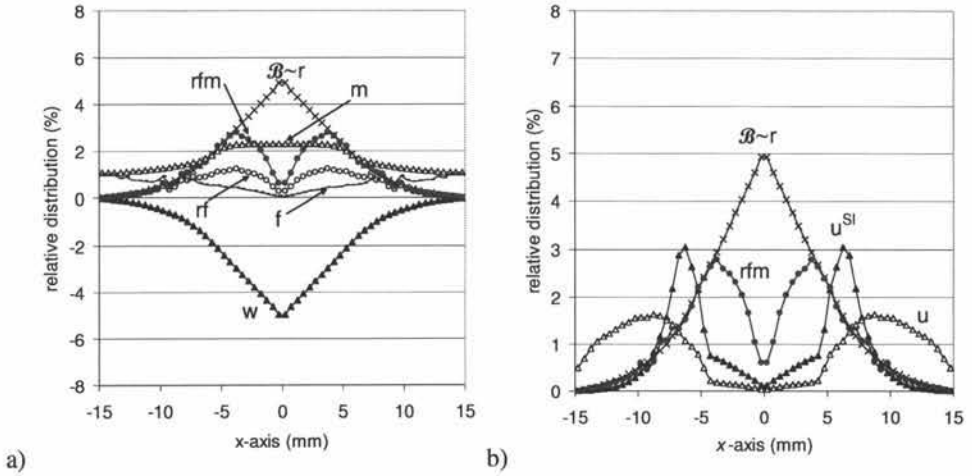 8
6
4
2
0
-2
-4
-6
-8
relative distribution (%)
ℬ~r
rfm
m
rf
f
w
-15 -10 -5 0 5 10 15
x-axis (mm)
a)
8
7
6
5
4
3
2
1
0
relative distribution (%)
ℬ~r
u^SI
rfm
u
-15 -10 -5 0 5 10 15
x-axis (mm)
b)